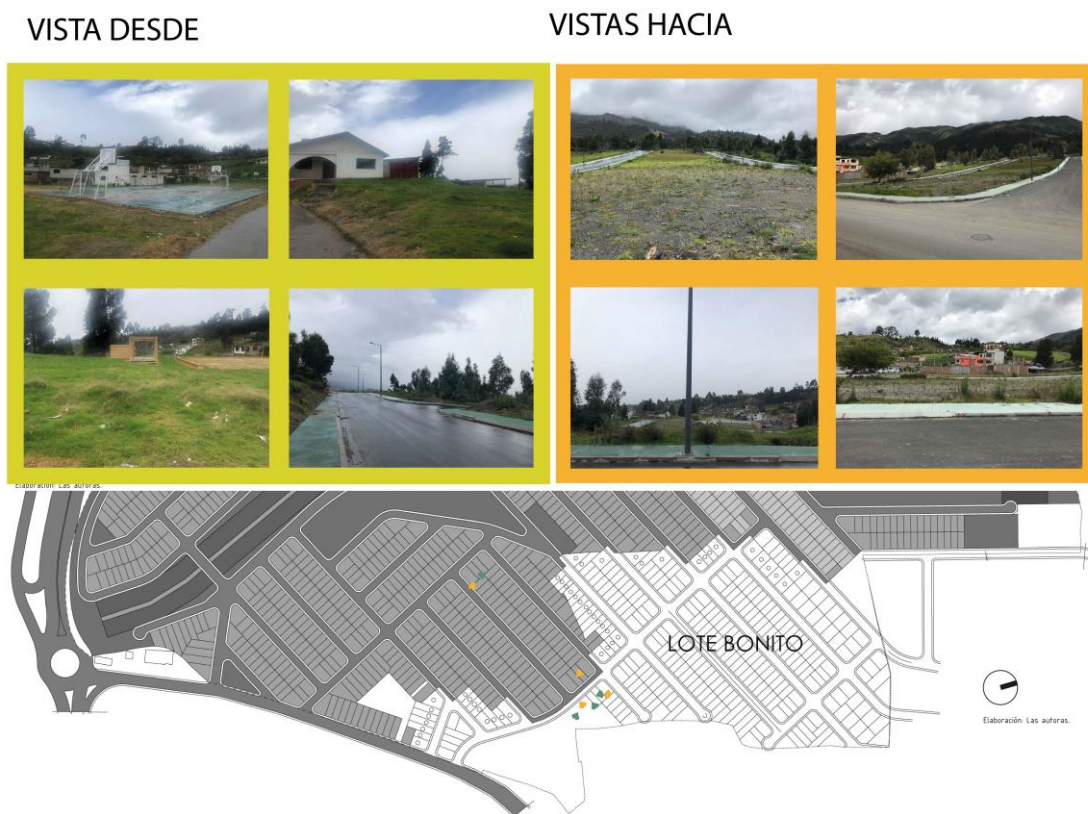 VISTA DESDE
VISTAS HACIA
Elaboración: Las autoras.
LOTE BONITO
Elaboración: Las autoras.